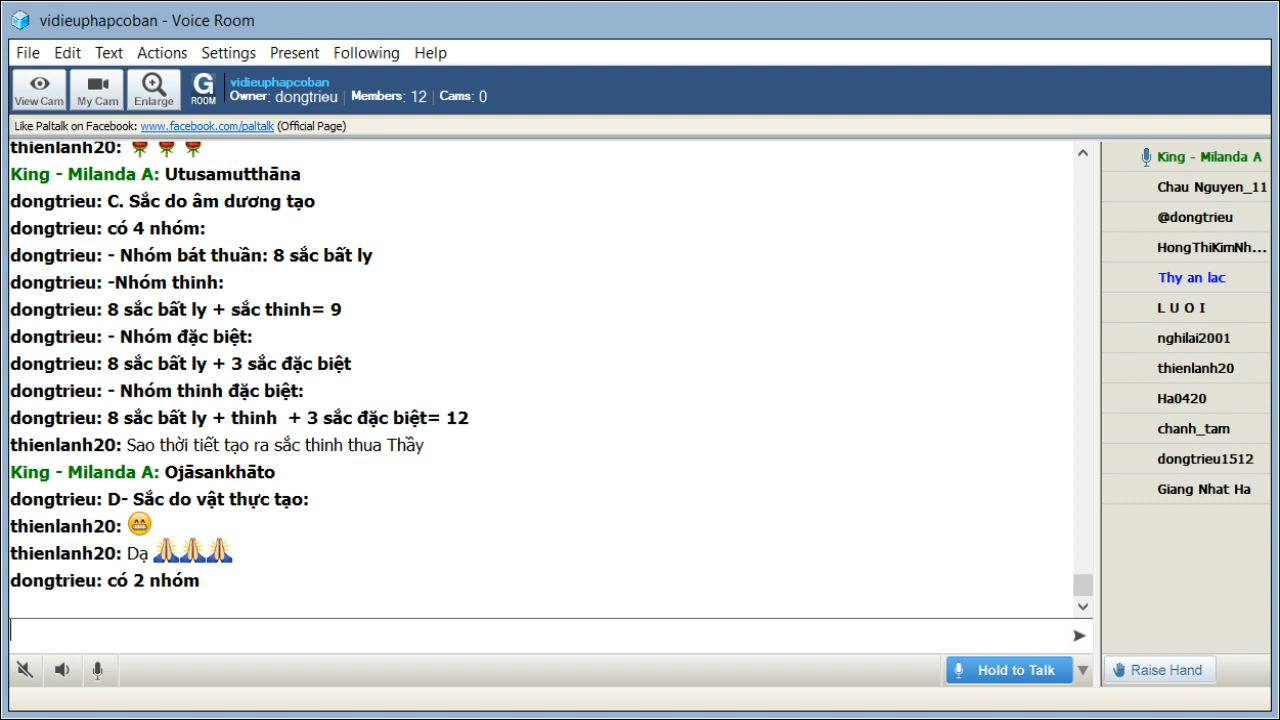 vidieuphapcoban - Voice Room
File Edit Text Actions Settings Present Following Help
View Cam My Cam Enlarge G ROOM
vidieuphapcoban
Owner: dongtrieu | Members: 12 | Cams: 0
Like Paltalk on Facebook: www.facebook.com/paltalk (Official Page)
thienlanh20:
King - Milanda A: Utusamutthāna
dongtrieu: C. Sắc do âm dương tạo
dongtrieu: có 4 nhóm:
dongtrieu: - Nhóm bát thuần: 8 sắc bất ly
dongtrieu: -Nhóm thinh:
dongtrieu: 8 sắc bất ly + sắc thinh= 9
dongtrieu: - Nhóm đặc biệt:
dongtrieu: 8 sắc bất ly + 3 sắc đặc biệt
dongtrieu: - Nhóm thinh đặc biệt:
dongtrieu: 8 sắc bất ly + thinh + 3 sắc đặc biệt= 12
thienlanh20: Sao thời tiết tạo ra sắc thinh thua Thầy
King - Milanda A: Ojāsankhāto
dongtrieu: D- Sắc do vật thực tạo:
thienlanh20: 😁
thienlanh20: Dạ 🙏🙏🙏
dongtrieu: có 2 nhóm
King - Milanda A
Chau Nguyen_11
@dongtrieu
HongThiKimNh...
Thy an lac
L U O I
nghilai2001
thienlanh20
Ha0420
chanh_tam
dongtrieu1512
Giang Nhat Ha
Hold to Talk
Raise Hand